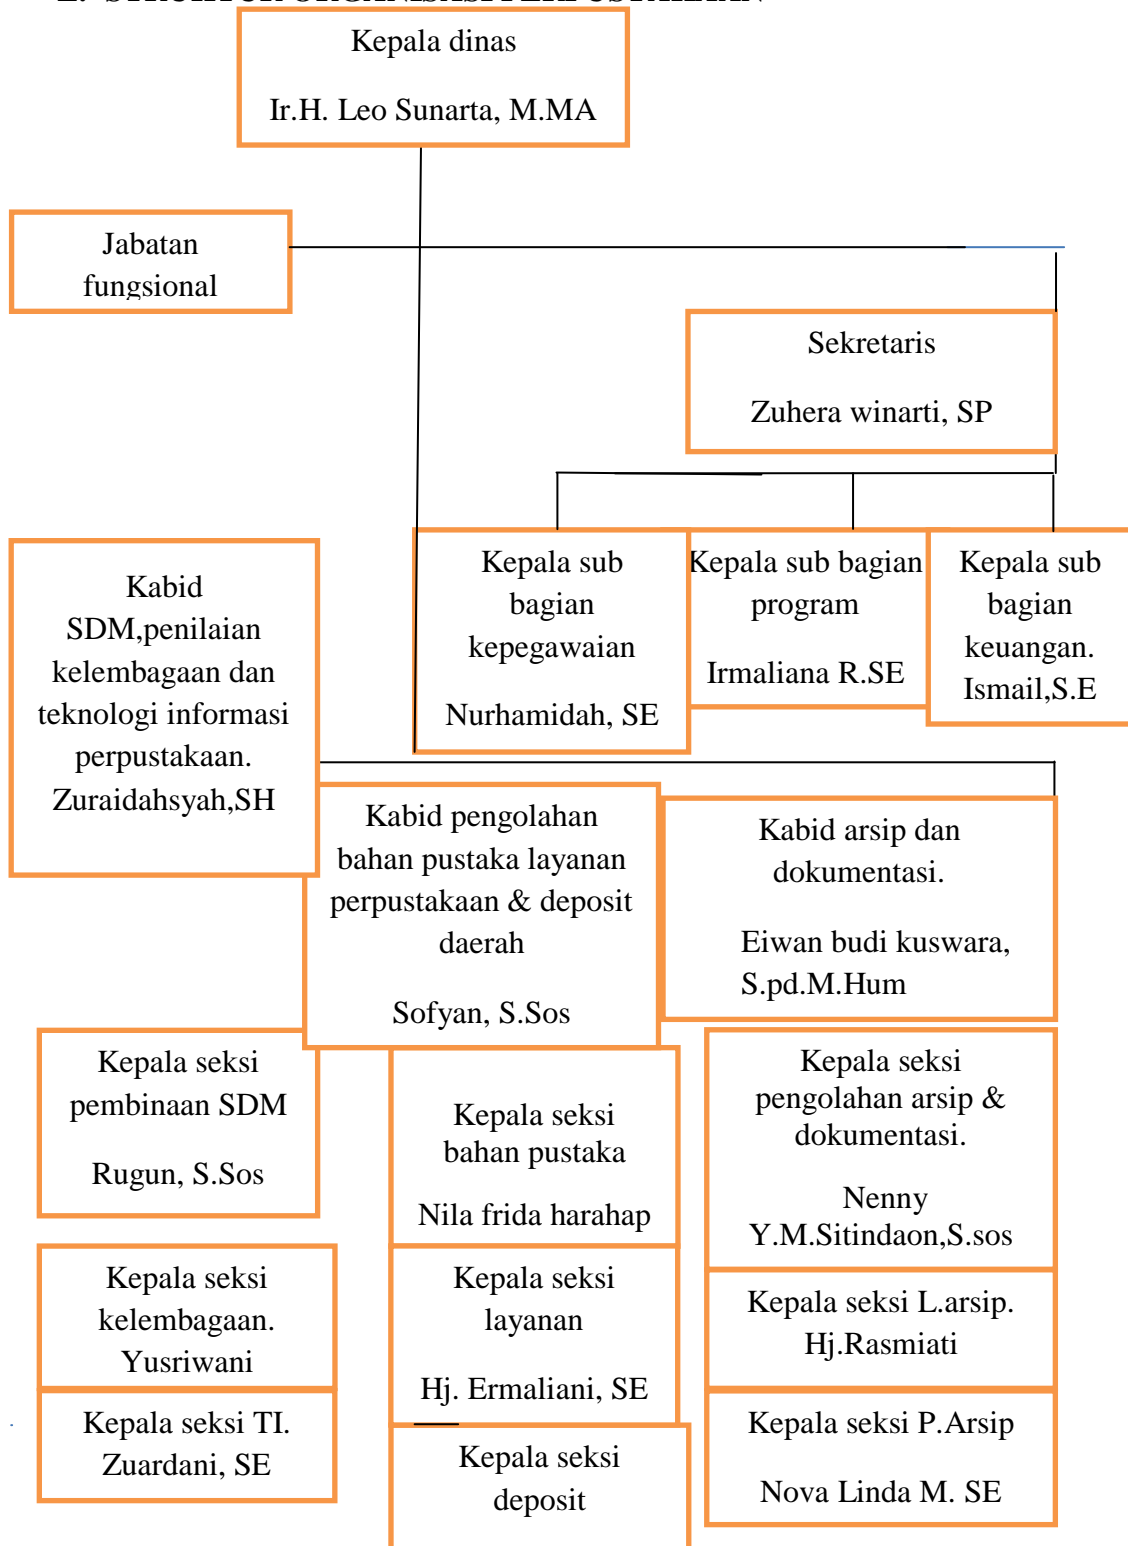 STRUKTUR ORGANISASI PERPUSTAKAAN
Kepala dinas
Ir.H. Leo Sunarta, M.MA
Jabatan
fungsional
Sekretaris
Zuhera winarti, SP
Kepala sub
bagian
kepegawaian
Nurhamidah, SE
Kepala sub bagian
program
Irmaliana R.SE
Kepala sub
bagian
keuangan.
Ismail,S.E
Kabid
SDM,penilaian
kelembagaan dan
teknologi informasi
perpustakaan.
Zuraidahsyah,SH
Kabid pengolahan
bahan pustaka layanan
perpustakaan & deposit
daerah
Sofyan, S.Sos
Kabid arsip dan
dokumentasi.
Eiwan budi kuswara,
S.pd.M.Hum
Kepala seksi
pembinaan SDM
Rugun, S.Sos
Kepala seksi
bahan pustaka
Nila frida harahap
Kepala seksi
pengolahan arsip &
dokumentasi.
Nenny
Y.M.Sitindaon,S.sos
Kepala seksi
kelembagaan.
Yusriwani
Kepala seksi
layanan
Hj. Ermaliani, SE
Kepala seksi L.arsip.
Hj.Rasmiati
Kepala seksi TI.
Zuardani, SE
Kepala seksi
deposit
Kepala seksi P.Arsip
Nova Linda M. SE